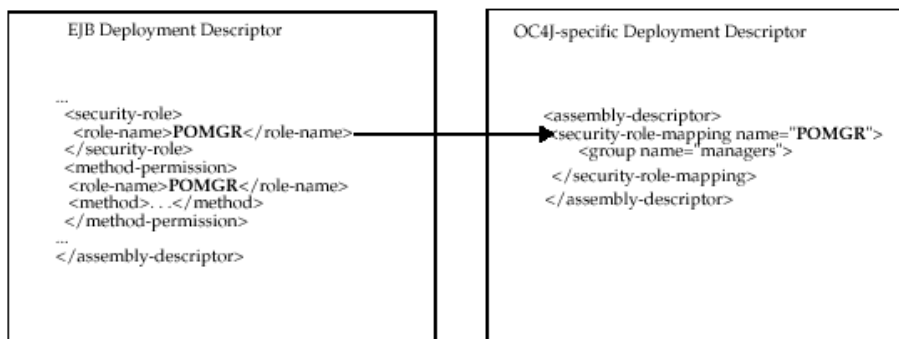 EJB Deployment Descriptor
...
<security-role>
<role-name>POMGR</role-name>
</security-role>
<method-permission>
<role-name>POMGR</role-name>
<method>. . .</method>
</method-permission>
...
</assembly-descriptor>
OC4J-specific Deployment Descriptor
<assembly-descriptor>
<security-role-mapping name="POMGR">
<group name="managers">
</security-role-mapping>
</assembly-descriptor>